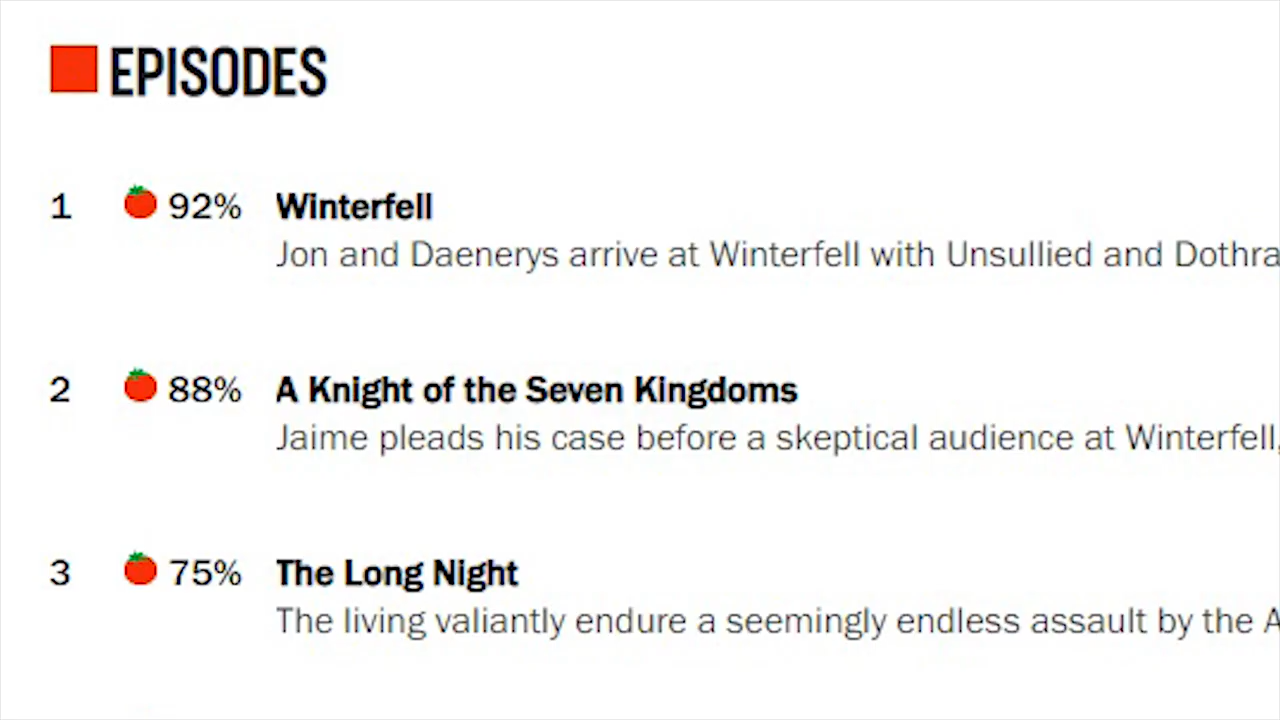 EPISODES
1 92% Winterfell
Jon and Daenerys arrive at Winterfell with Unsullied and Dothra
2 88% A Knight of the Seven Kingdoms
Jaime pleads his case before a skeptical audience at Winterfell,
3 75% The Long Night
The living valiantly endure a seemingly endless assault by the A